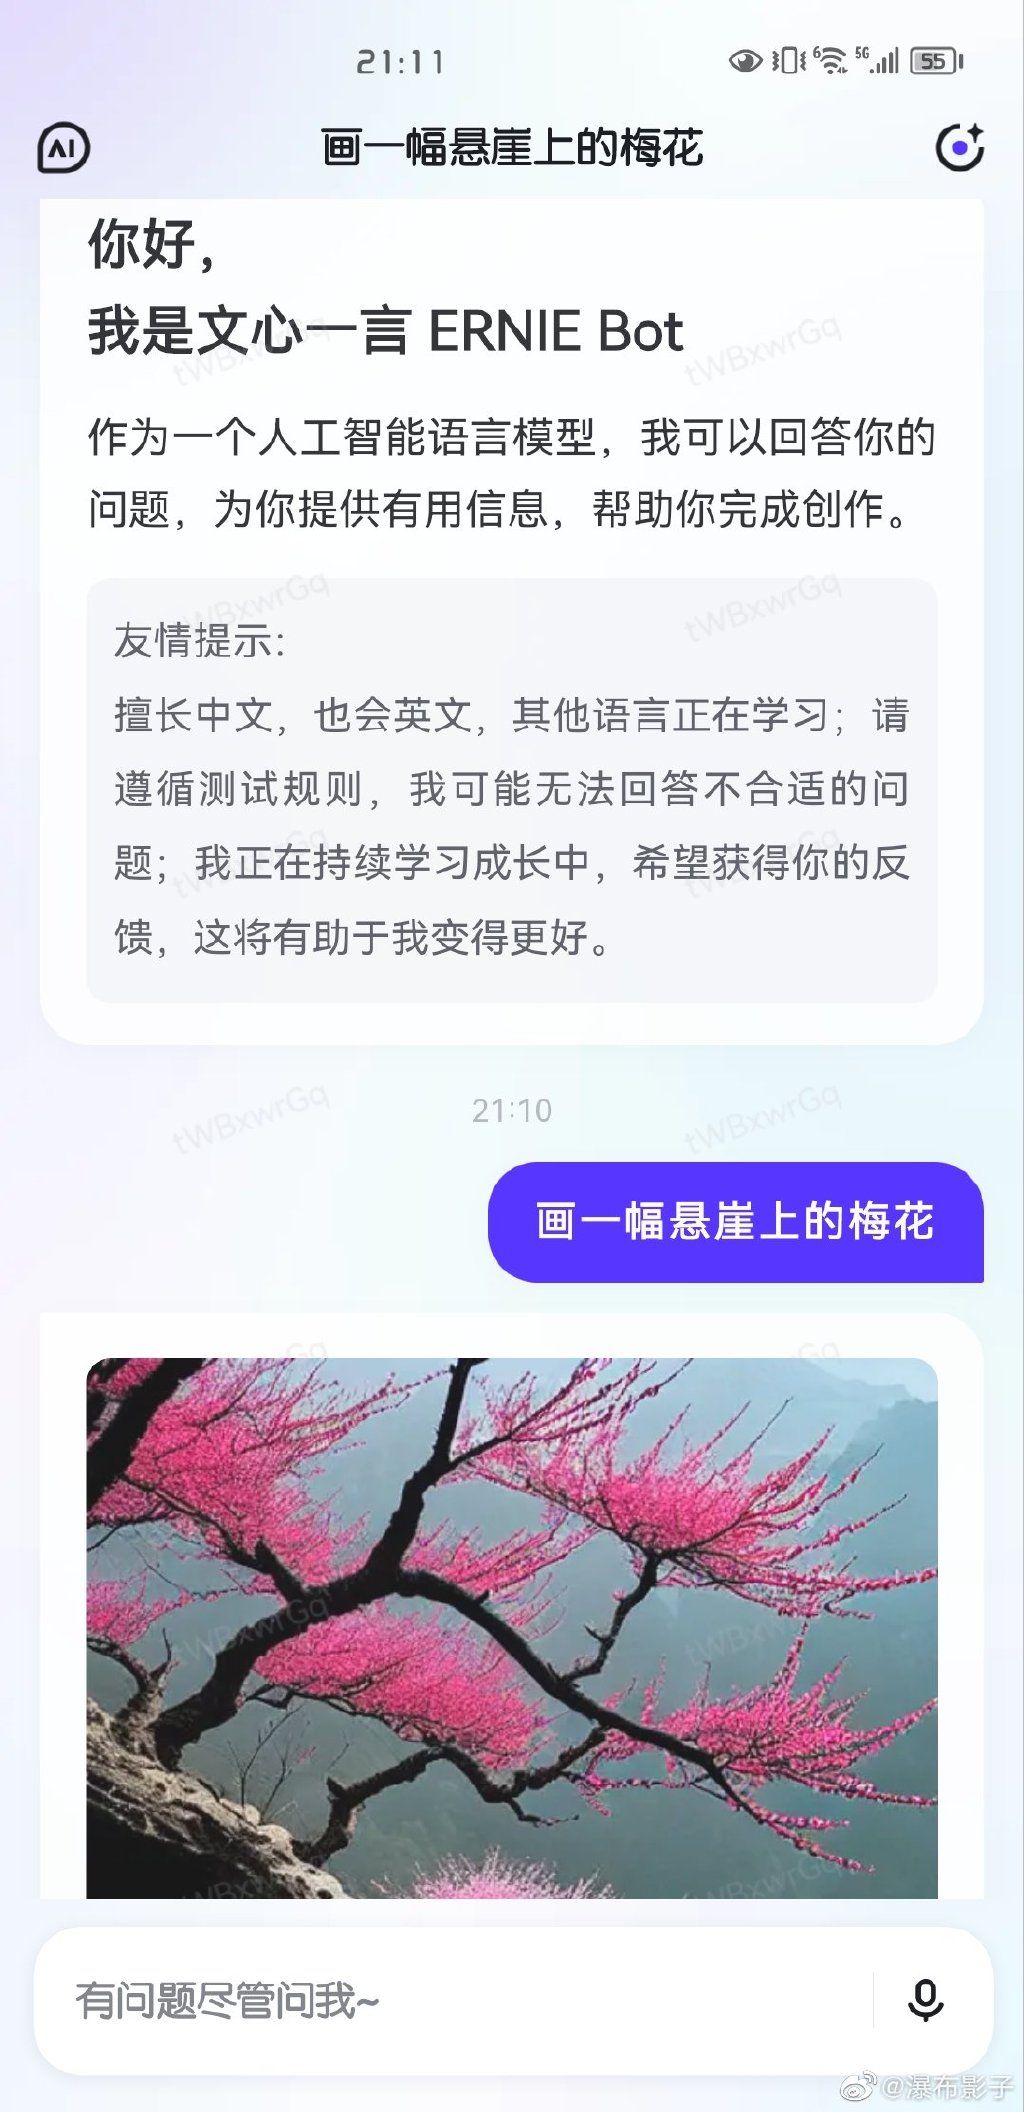 21:11
6 5G 55
AI
画一幅悬崖上的梅花
你好，
我是文心一言 ERNIE Bot
作为一个人工智能语言模型，我可以回答你的
问题，为你提供有用信息，帮助你完成创作。
友情提示：
擅长中文，也会英文，其他语言正在学习；请
遵循测试规则，我可能无法回答不合适的问
题；我正在持续学习成长中，希望获得你的反
馈，这将有助于我变得更好。
21:10
画一幅悬崖上的梅花
有问题尽管问我~
@瀑布影子
tWBxwrGq